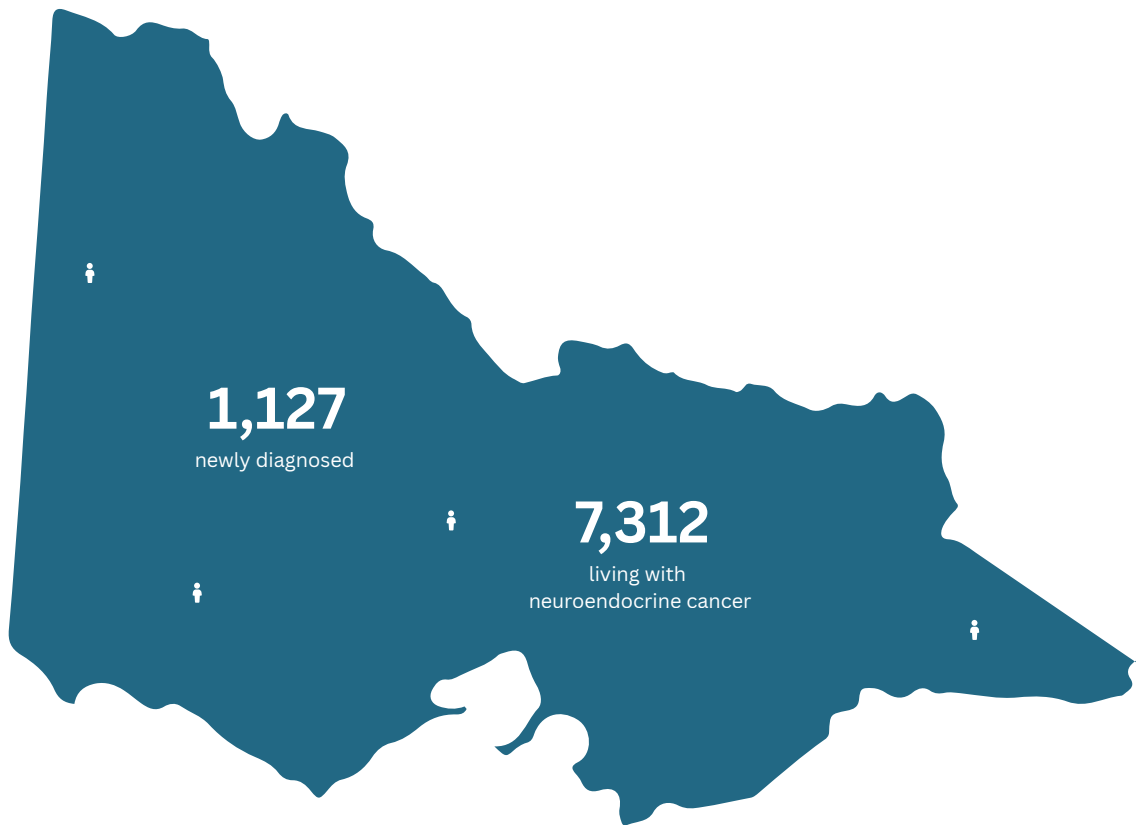 1,127
newly diagnosed
7,312
living with
neuroendocrine cancer